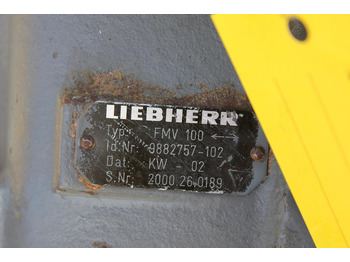 LIEBHERR
Typ: FMV 100
Id.Nr. 9882757-102
Dat: KW - 02
S.Nr. 2000 26 0189